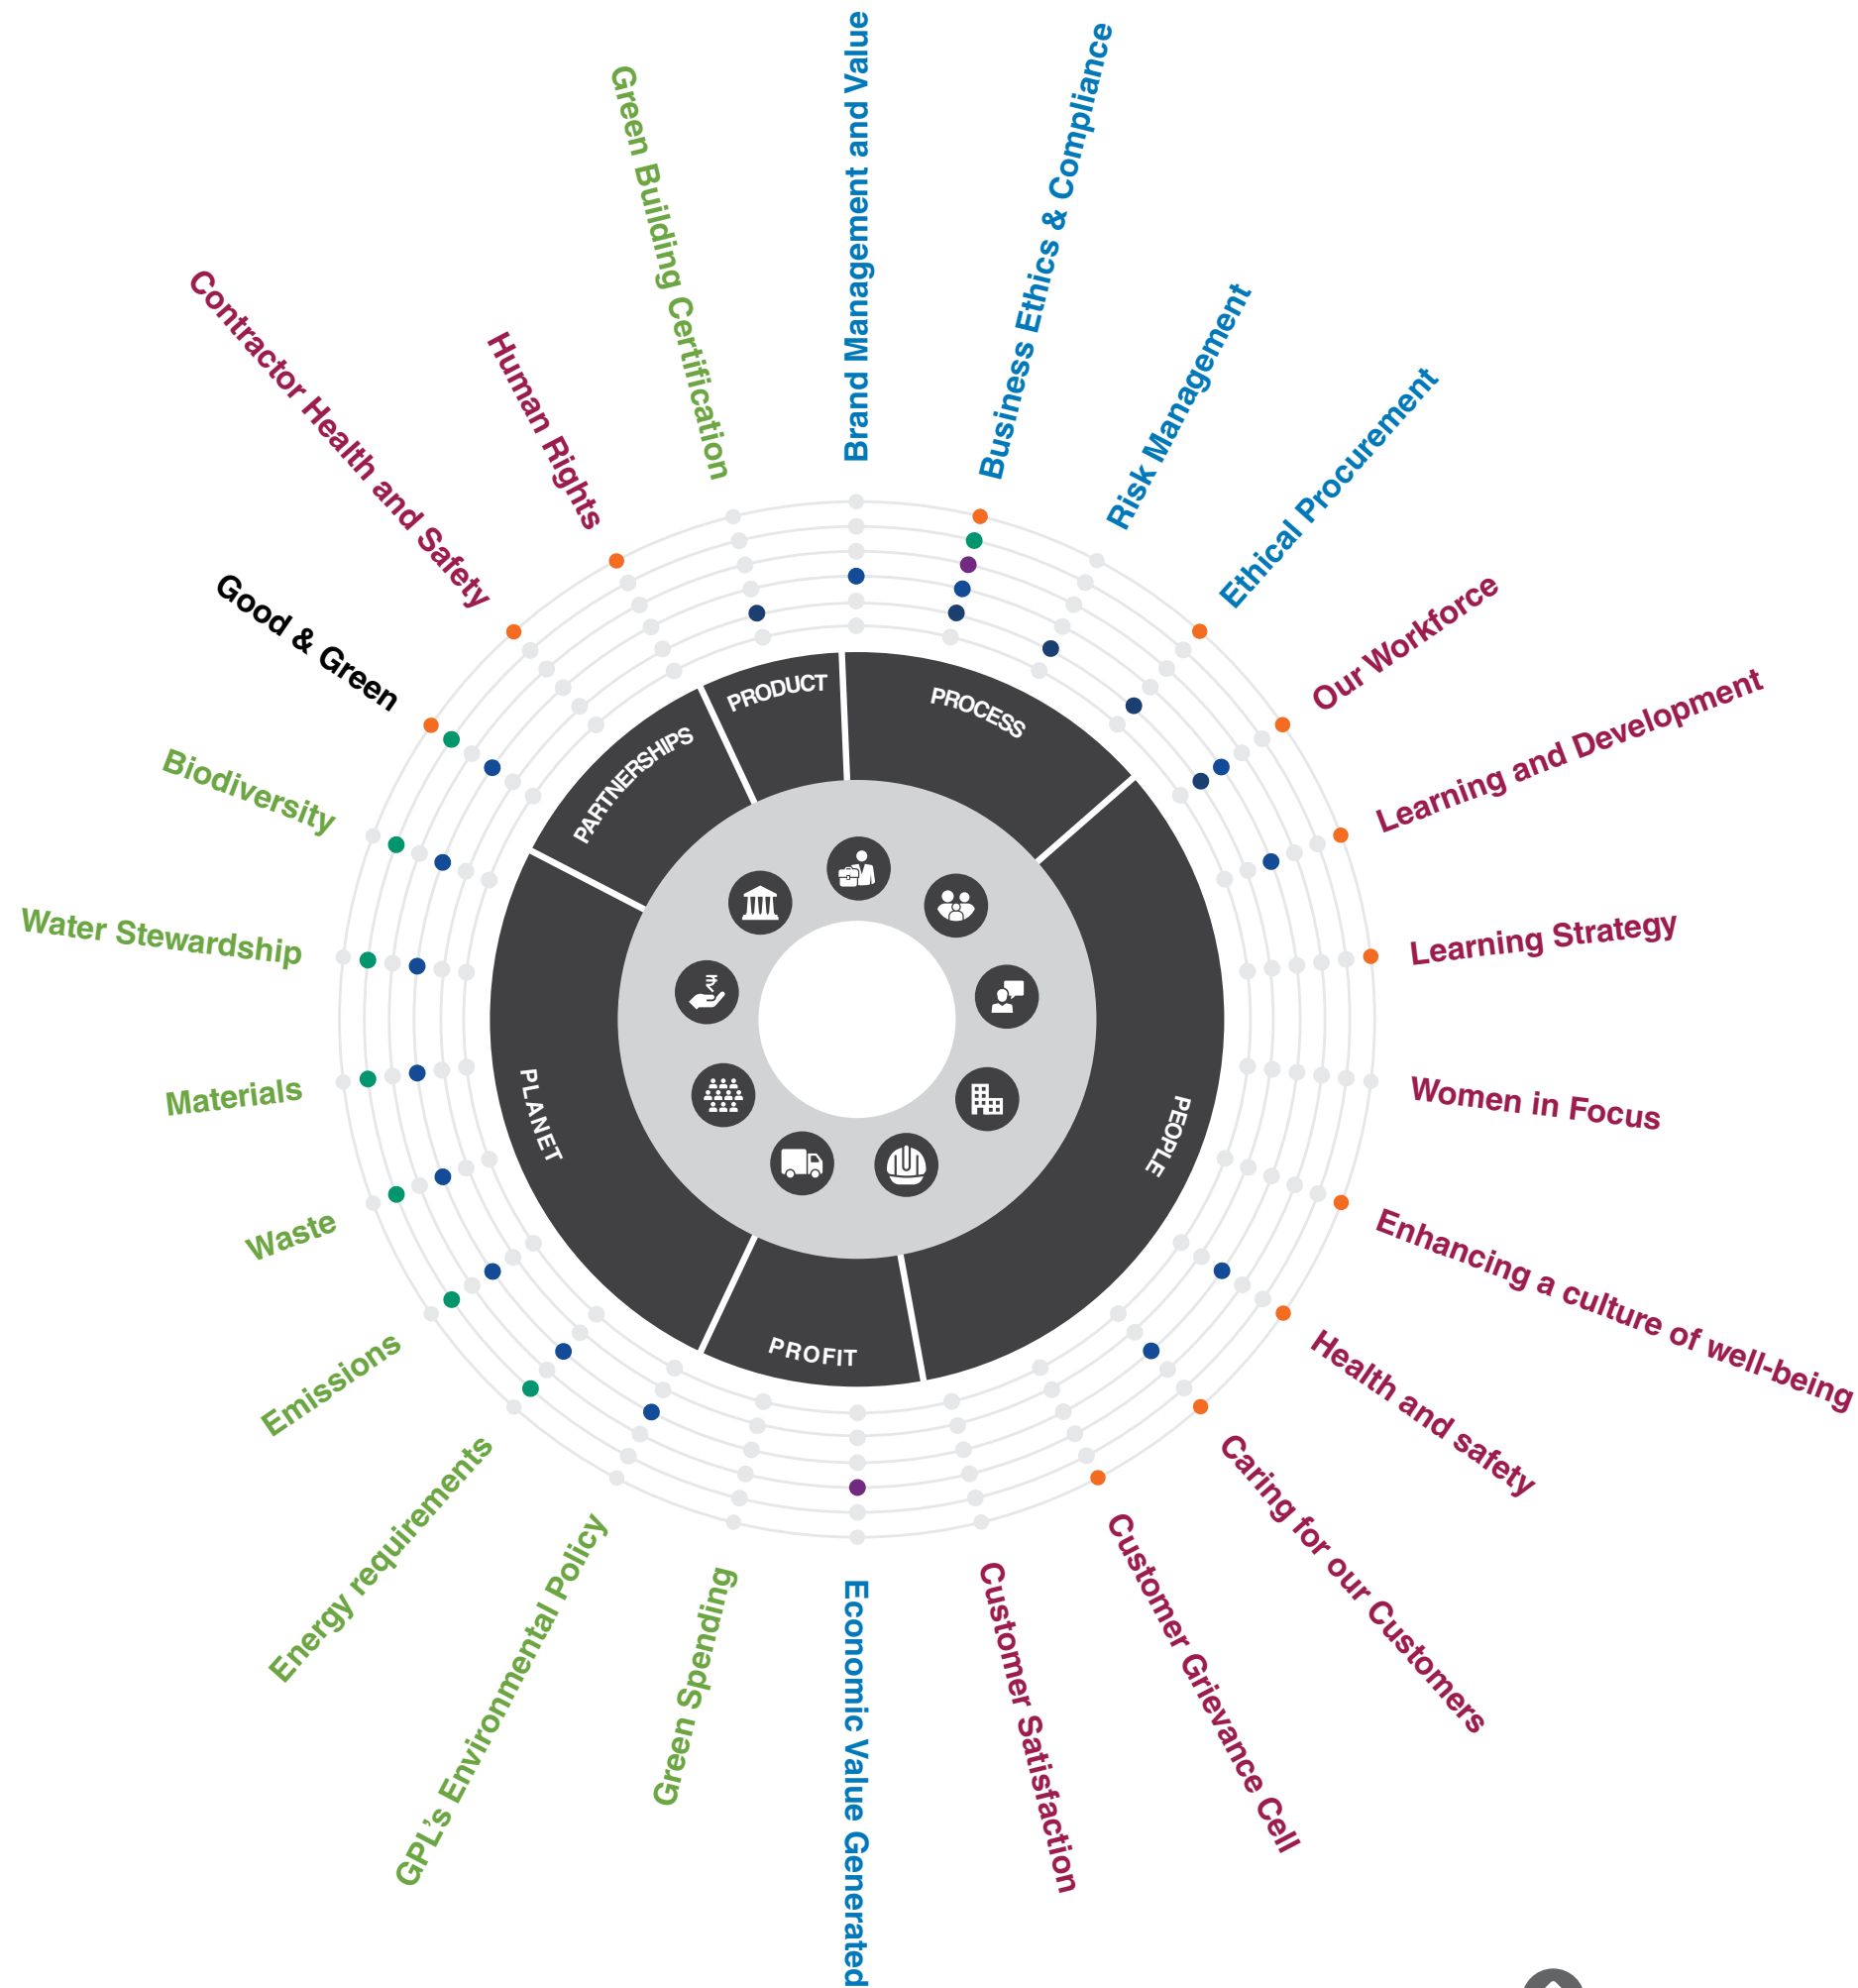 Brand Management and Value
Business Ethics & Compliance
Risk Management
Ethical Procurement
Our Workforce
Learning and Development
Learning Strategy
Women in Focus
Enhancing a culture of well-being
Health and safety
Caring for our Customers
Customer Grievance Cell
Customer Satisfaction
Economic Value Generated
Green Spending
GPL’s Environmental Policy
Energy requirements
Emissions
Waste
Materials
Water Stewardship
Biodiversity
Good & Green
Contractor Health and Safety
Human Rights
Green Building Certification
PROCESS
PEOPLE
PROFIT
PLANET
PARTNERSHIPS
PRODUCT
₹